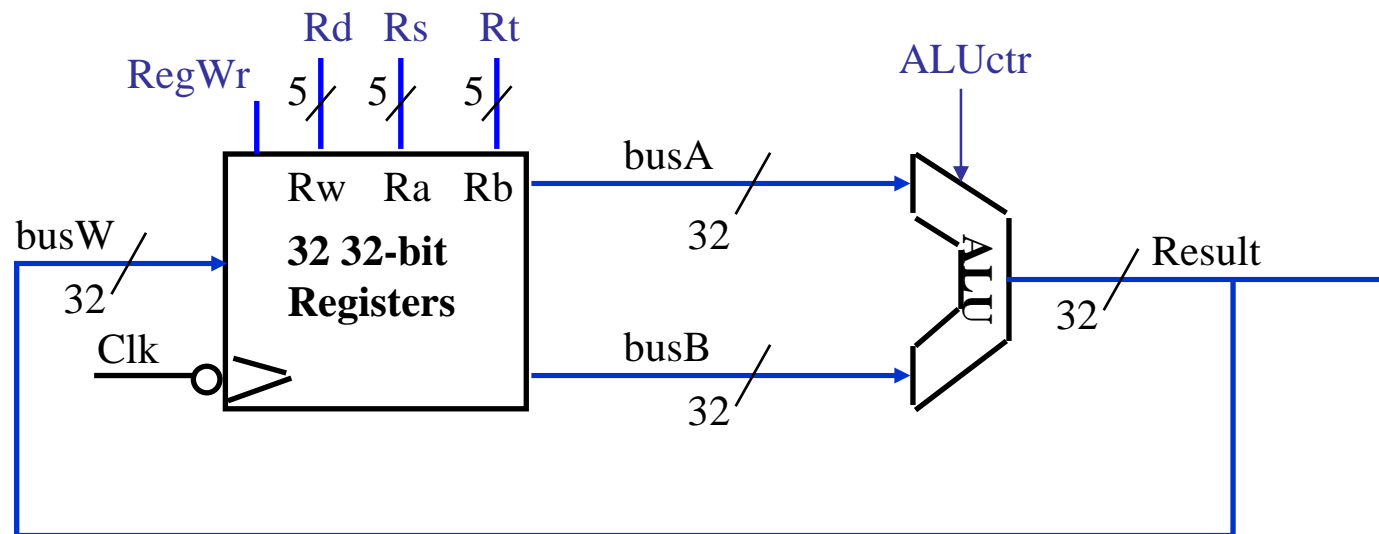 Rd Rs Rt
RegWr
ALUctr
5 5 5
busA
Rw Ra Rb
32
busW
32 32-bit
Registers
ALU
Result
32
32
Clk
busB
32